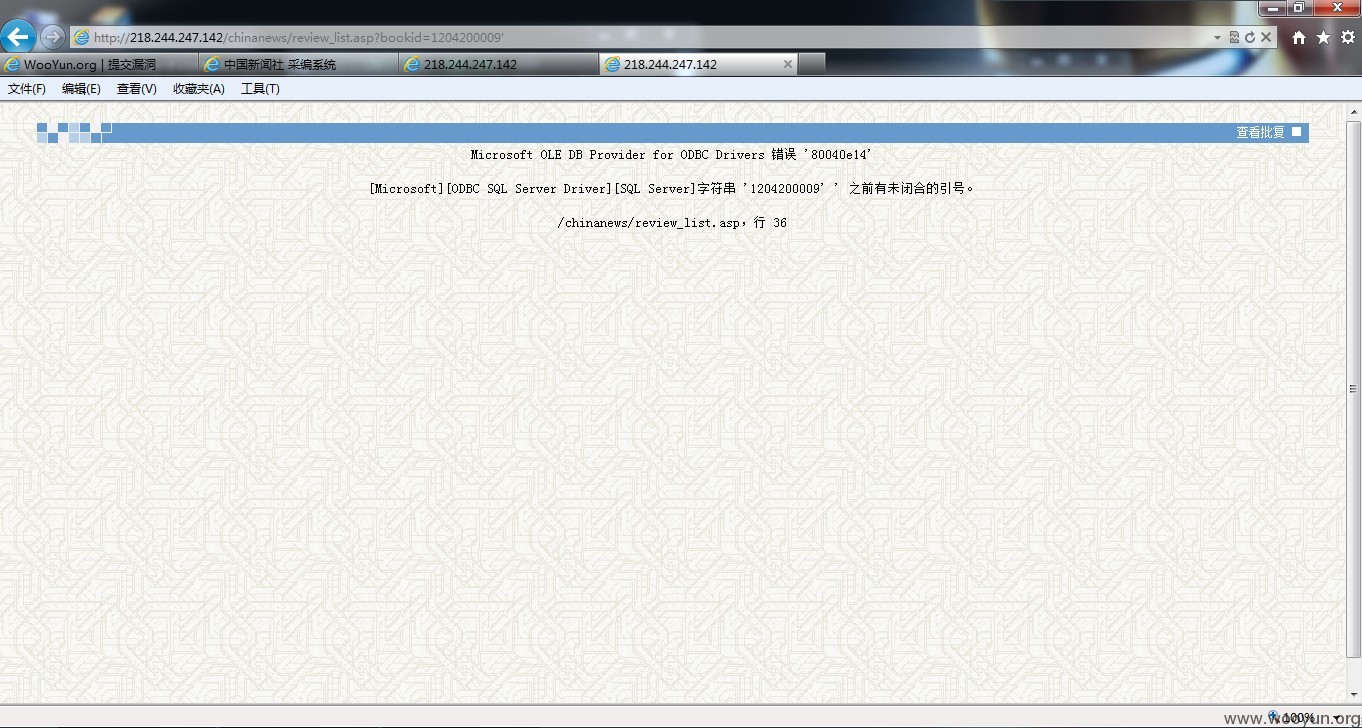 http://218.244.247.142/chinanews/review_list.asp?bookid=1204200009'
WooYun.org | 提交漏洞
中国新闻社 采编系统
218.244.247.142
218.244.247.142
文件(F) 编辑(E) 查看(V) 收藏夹(A) 工具(T)
查看批复
Microsoft OLE DB Provider for ODBC Drivers 错误 '80040e14'
[Microsoft][ODBC SQL Server Driver][SQL Server]字符串 '1204200009' ' 之前有未闭合的引号。
/chinanews/review_list.asp，行 36
100%
www.wooyun.org